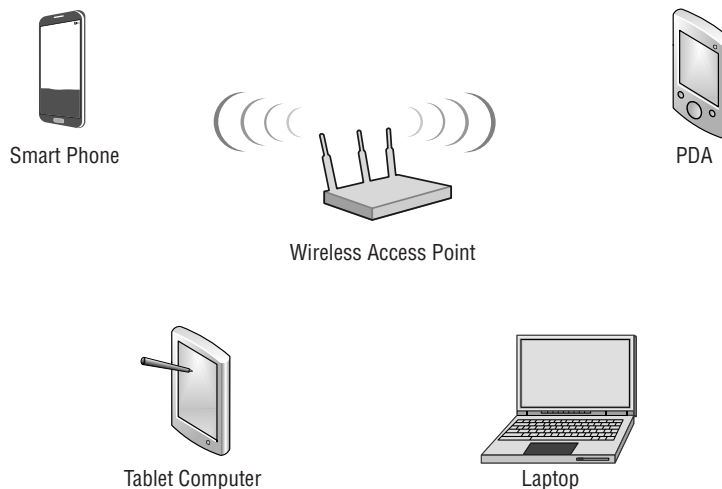 Smart Phone
PDA
Wireless Access Point
Tablet Computer
Laptop